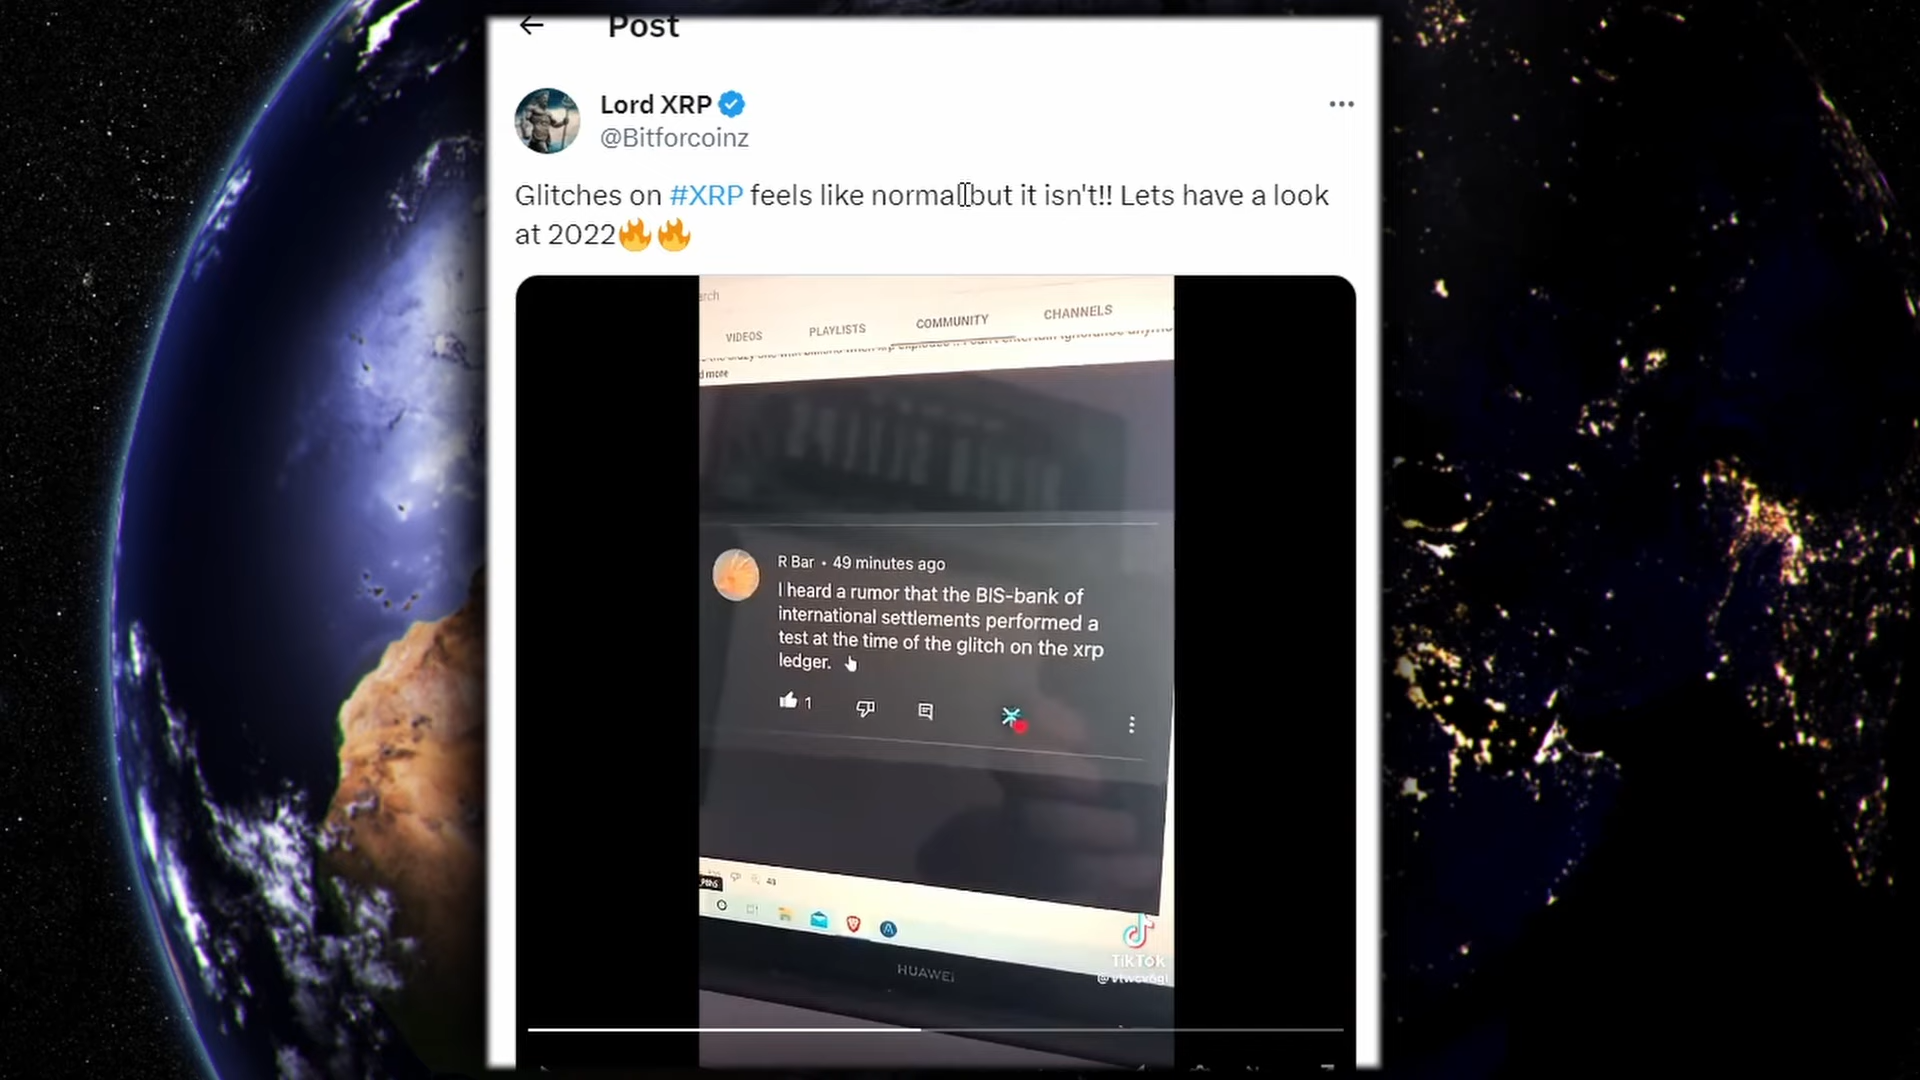 Post
Lord XRP
@Bitforcoinz
Glitches on #XRP feels like normal but it isn't!! Lets have a look
at 2022🔥🔥
arch
VIDEOS PLAYLISTS COMMUNITY CHANNELS
d more
R Bar • 49 minutes ago
I heard a rumor that the BIS-bank of
international settlements performed a
test at the time of the glitch on the xrp
ledger.
1
HUAWEI
TikTok